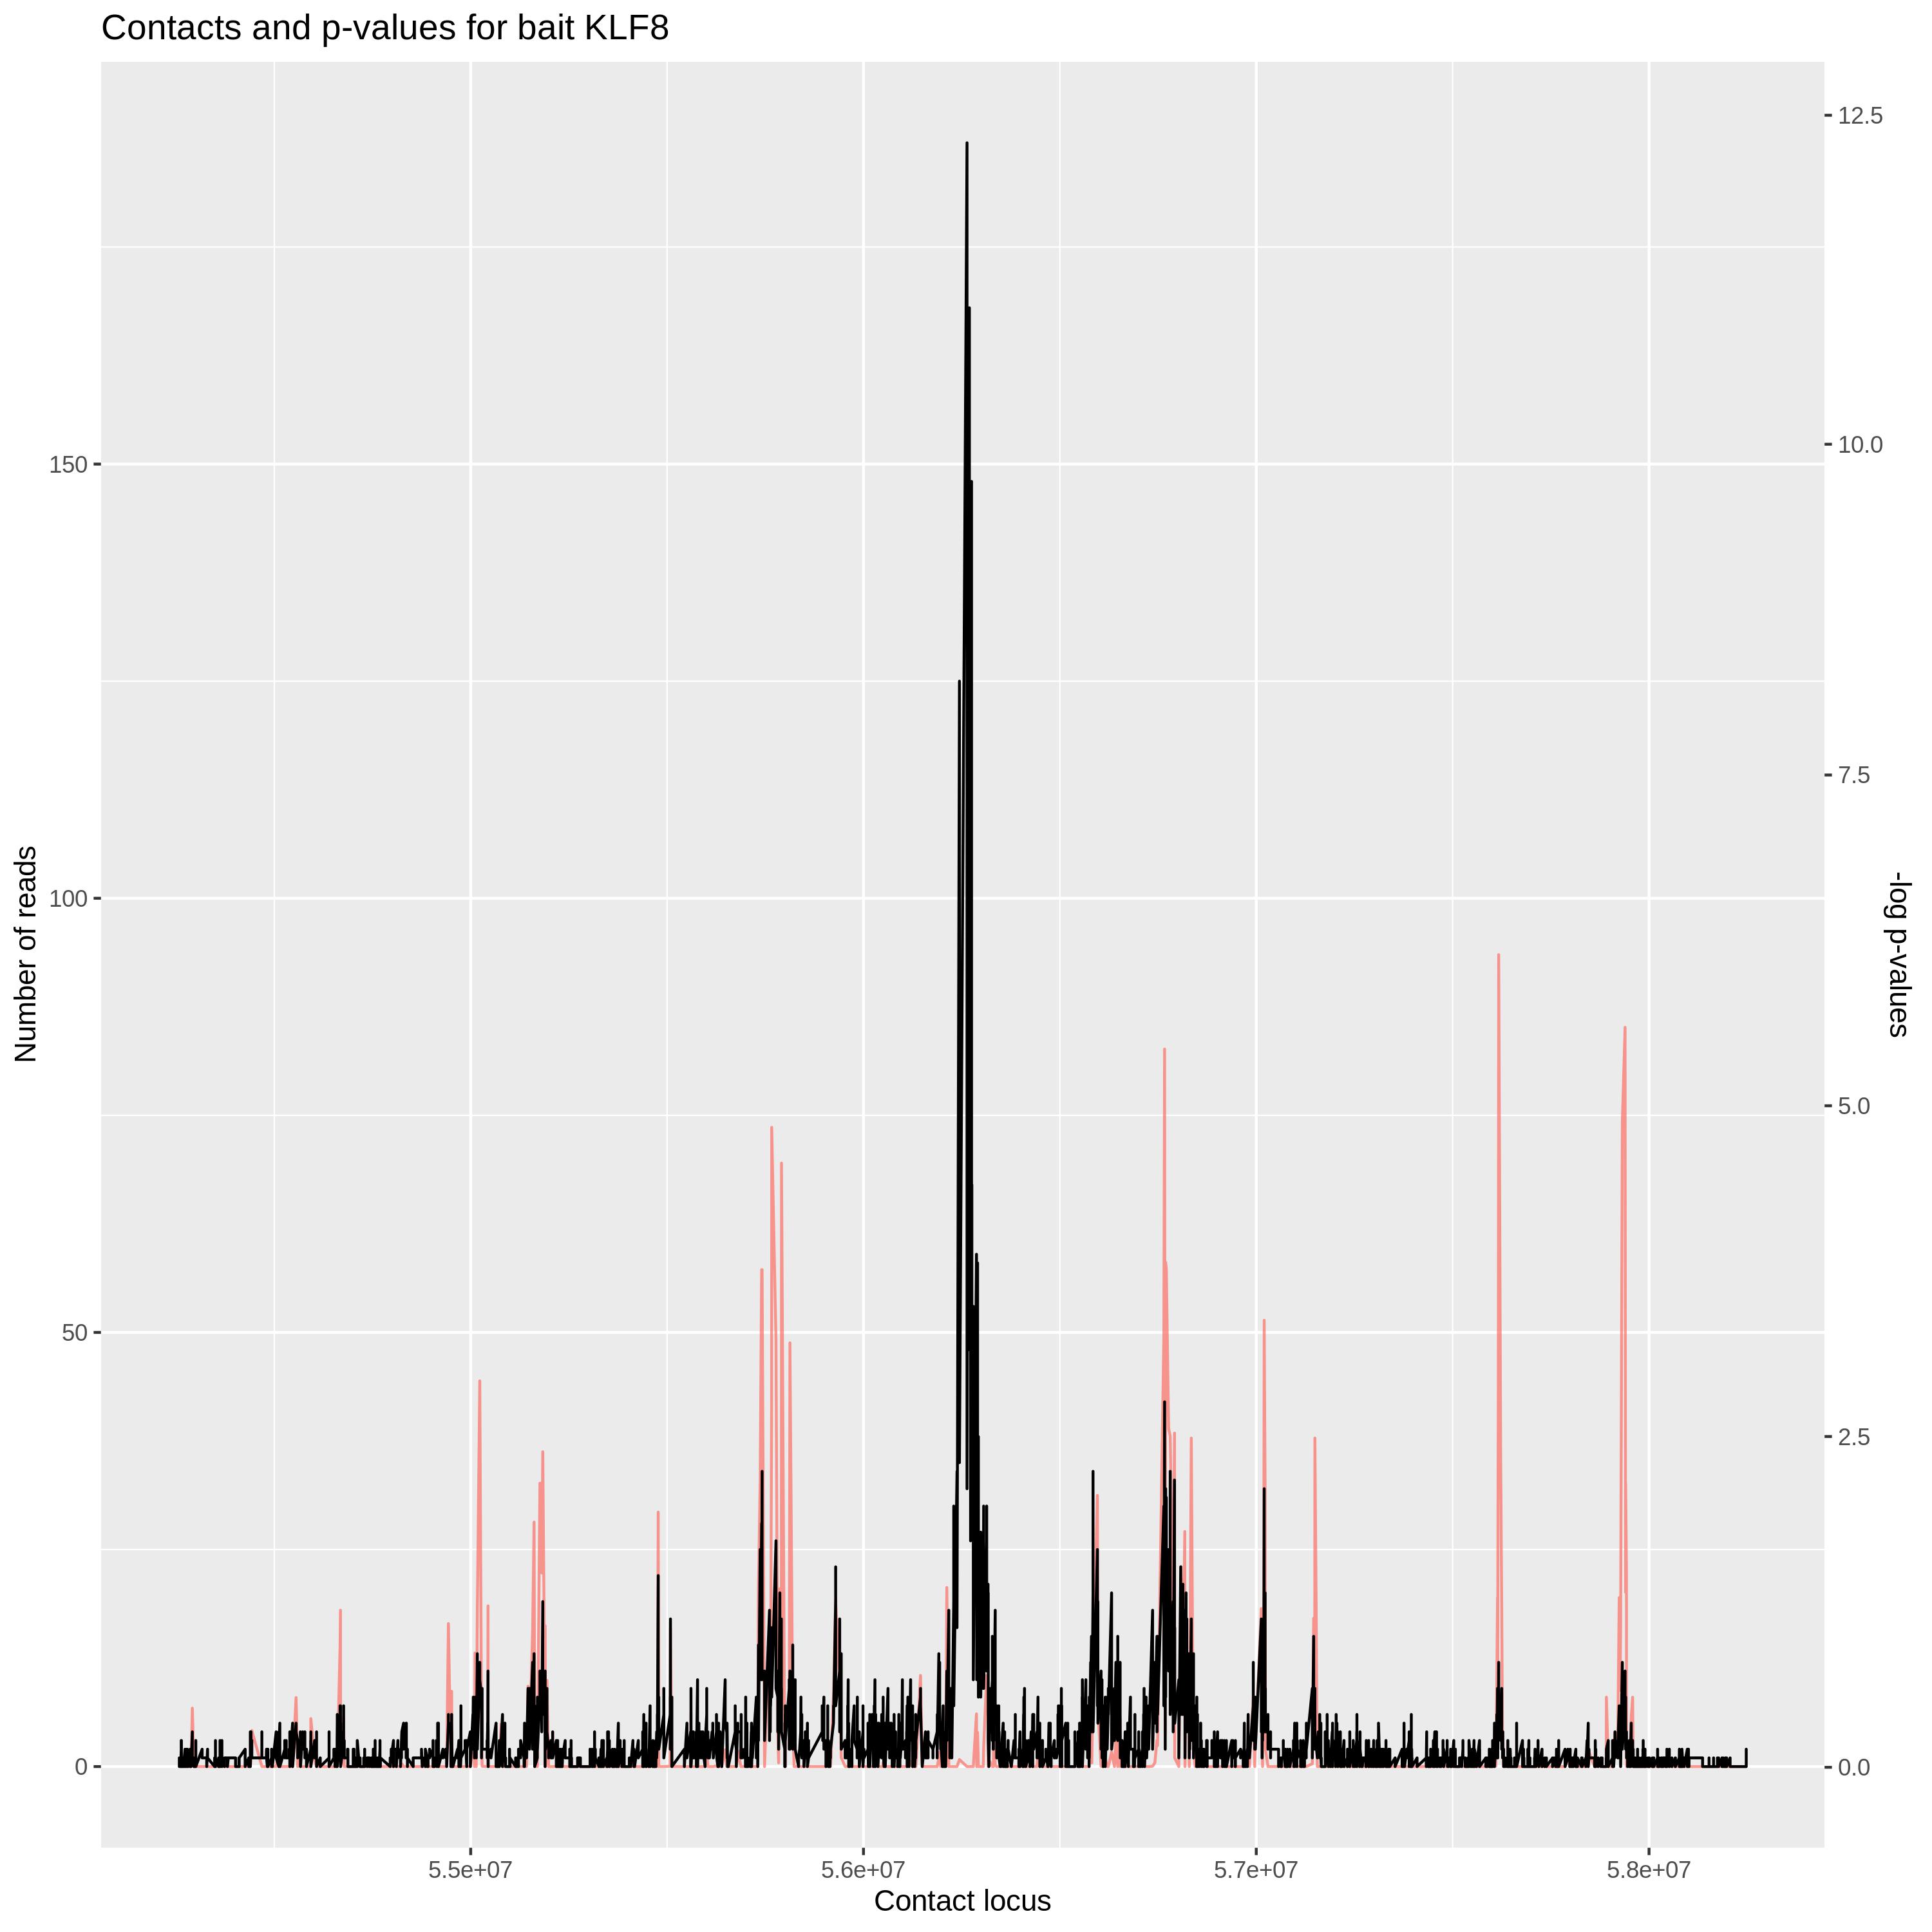 Contacts and p-values for bait KLF8
12.5
10.0
7.5
5.0
2.5
0.0
-log p-values
150
100
50
0
Number of reads
5.5e+07
5.6e+07
5.7e+07
5.8e+07
Contact locus